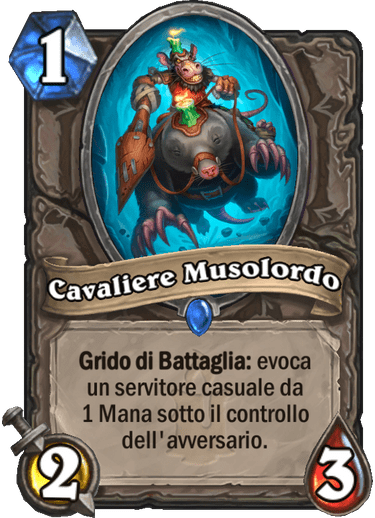 1
Cavaliere Musolordo
Grido di Battaglia: evoca
un servitore casuale da
1 Mana sotto il controllo
dell'avversario.
2
3